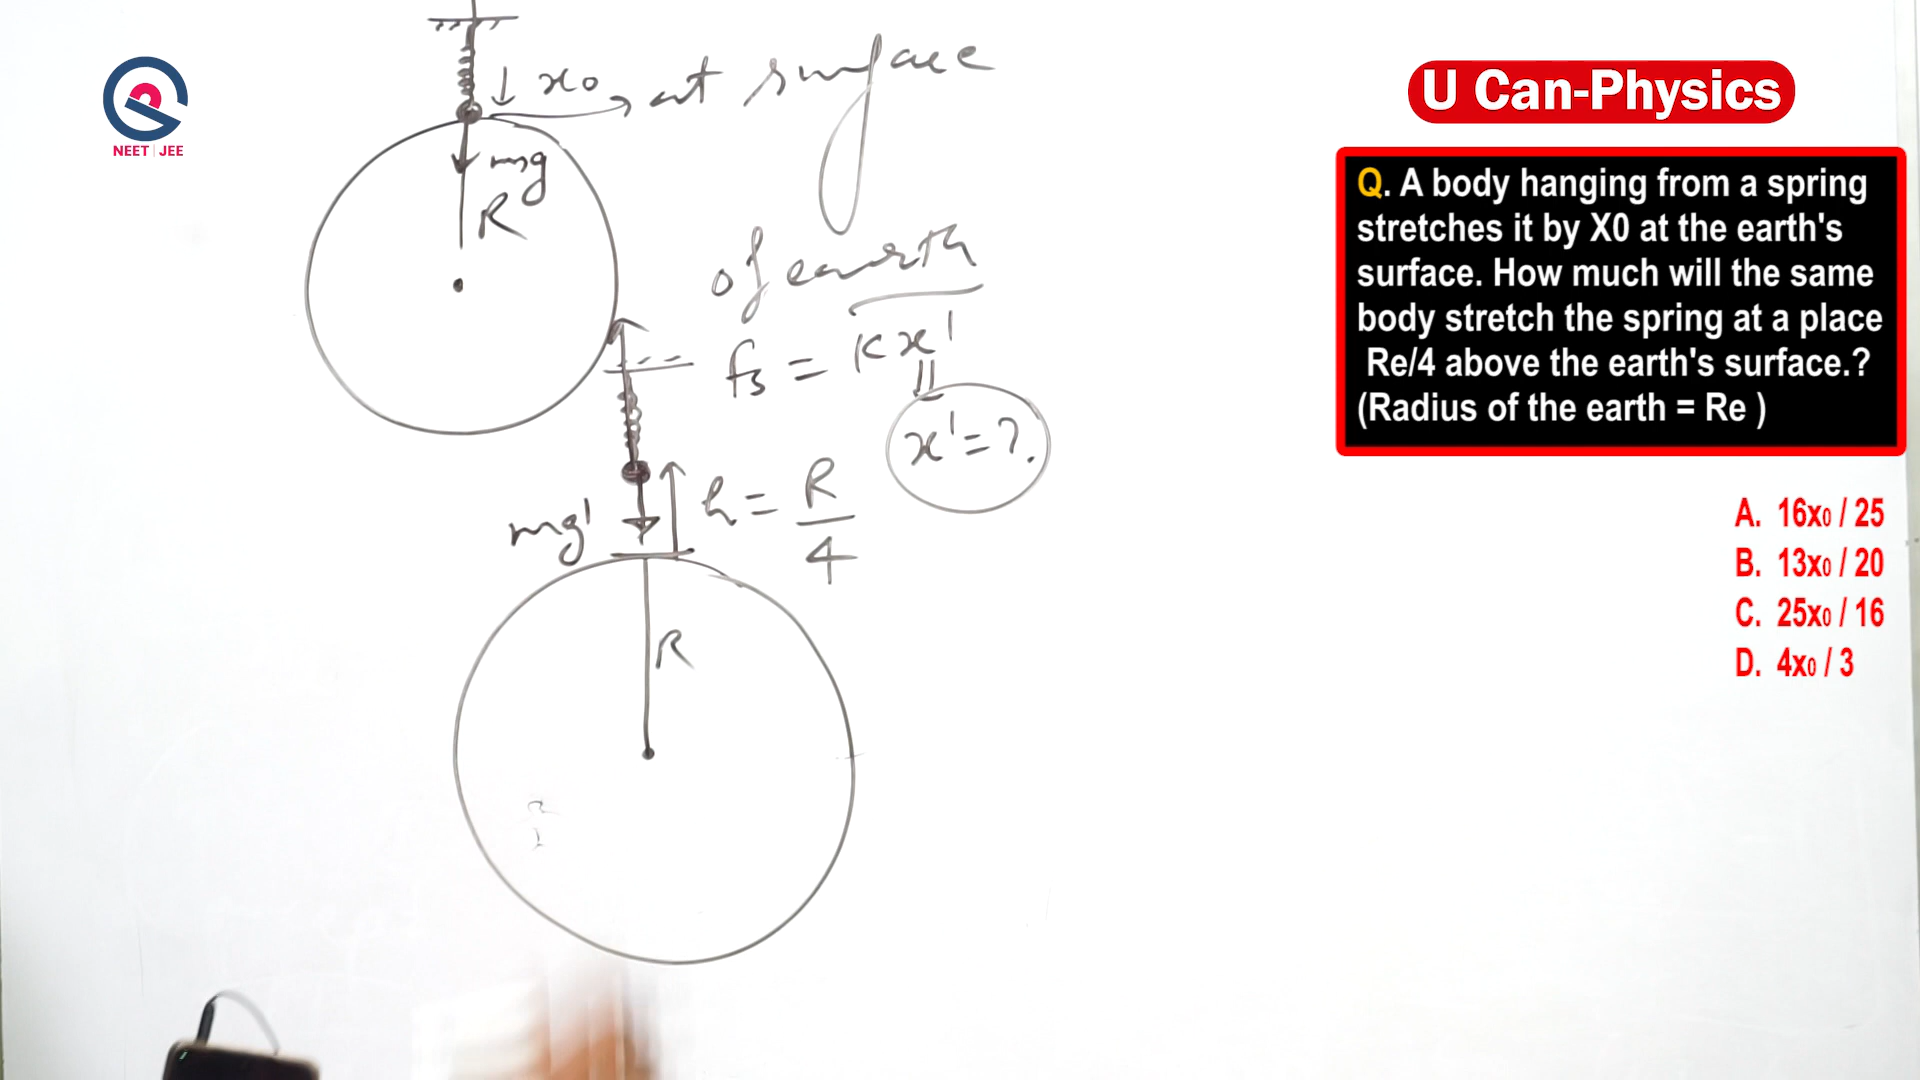 x₀ → at surface
mg
R
of earth
fs = Kx'
x' = ?
mg'
h = R/4
R
NEET | JEE
U Can-Physics
Q. A body hanging from a spring
stretches it by X0 at the earth's
surface. How much will the same
body stretch the spring at a place
Re/4 above the earth's surface.?
(Radius of the earth = Re )
A. 16x₀ / 25
B. 13x₀ / 20
C. 25x₀ / 16
D. 4x₀ / 3